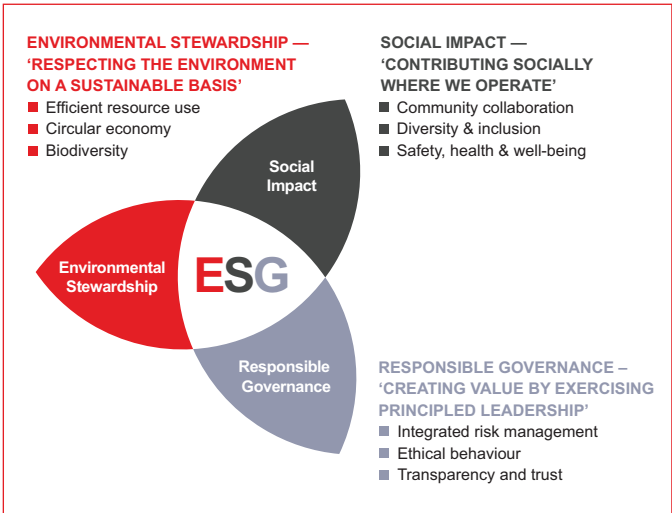 ENVIRONMENTAL STEWARDSHIP —
‘RESPECTING THE ENVIRONMENT
ON A SUSTAINABLE BASIS’
Efficient resource use
Circular economy
Biodiversity
SOCIAL IMPACT —
‘CONTRIBUTING SOCIALLY
WHERE WE OPERATE’
Community collaboration
Diversity & inclusion
Safety, health & well-being
Social
Impact
Environmental
Stewardship
ESG
Responsible
Governance
RESPONSIBLE GOVERNANCE –
‘CREATING VALUE BY EXERCISING
PRINCIPLED LEADERSHIP’
Integrated risk management
Ethical behaviour
Transparency and trust